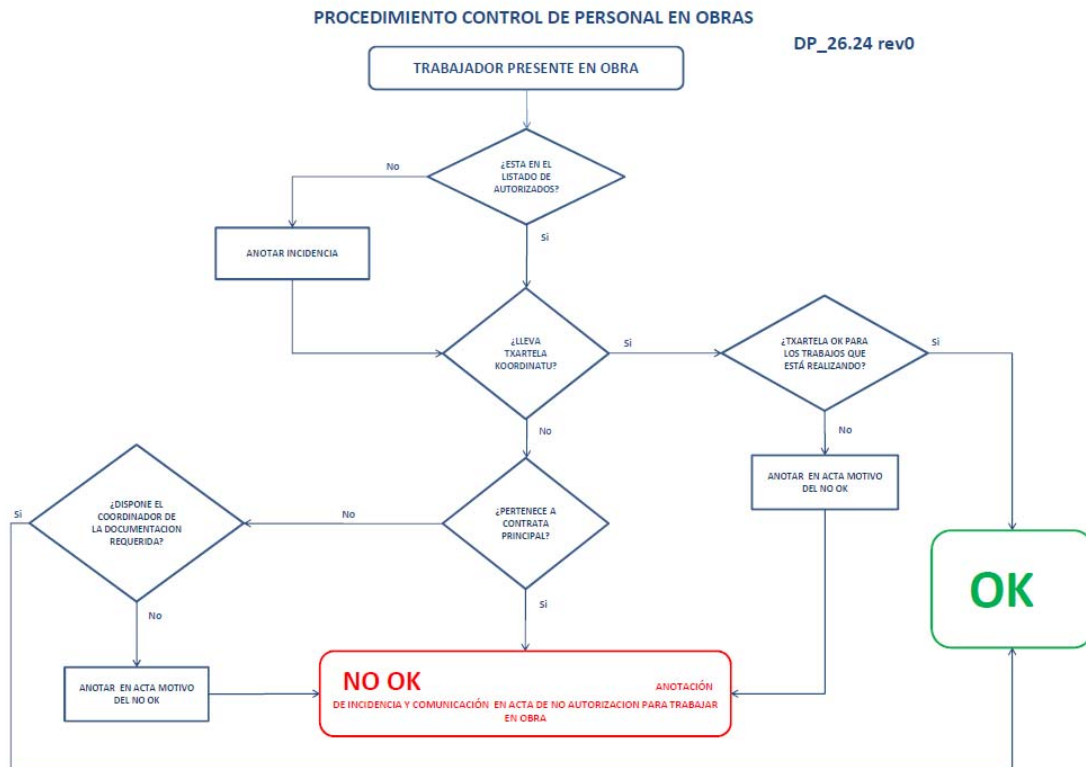 PROCEDIMIENTO CONTROL DE PERSONAL EN OBRAS
DP_26.24 rev0
TRABAJADOR PRESENTE EN OBRA
¿ESTA EN EL
LISTADO DE
AUTORIZADOS?
No
Si
ANOTAR INCIDENCIA
¿LLEVA
TXARTELA
KOORDINATU?
Si
No
¿TXARTELA OK PARA
LOS TRABAJOS QUE
ESTÁ REALIZANDO?
Si
No
ANOTAR EN ACTA MOTIVO
DEL NO OK
¿PERTENECE A
CONTRATA
PRINCIPAL?
No
Si
¿DISPONE EL
COORDINADOR DE
LA DOCUMENTACION
REQUERIDA?
Si
No
ANOTAR EN ACTA MOTIVO
DEL NO OK
NO OK ANOTACIÓN
DE INCIDENCIA Y COMUNICACIÓN EN ACTA DE NO AUTORIZACION PARA TRABAJAR
EN OBRA
OK